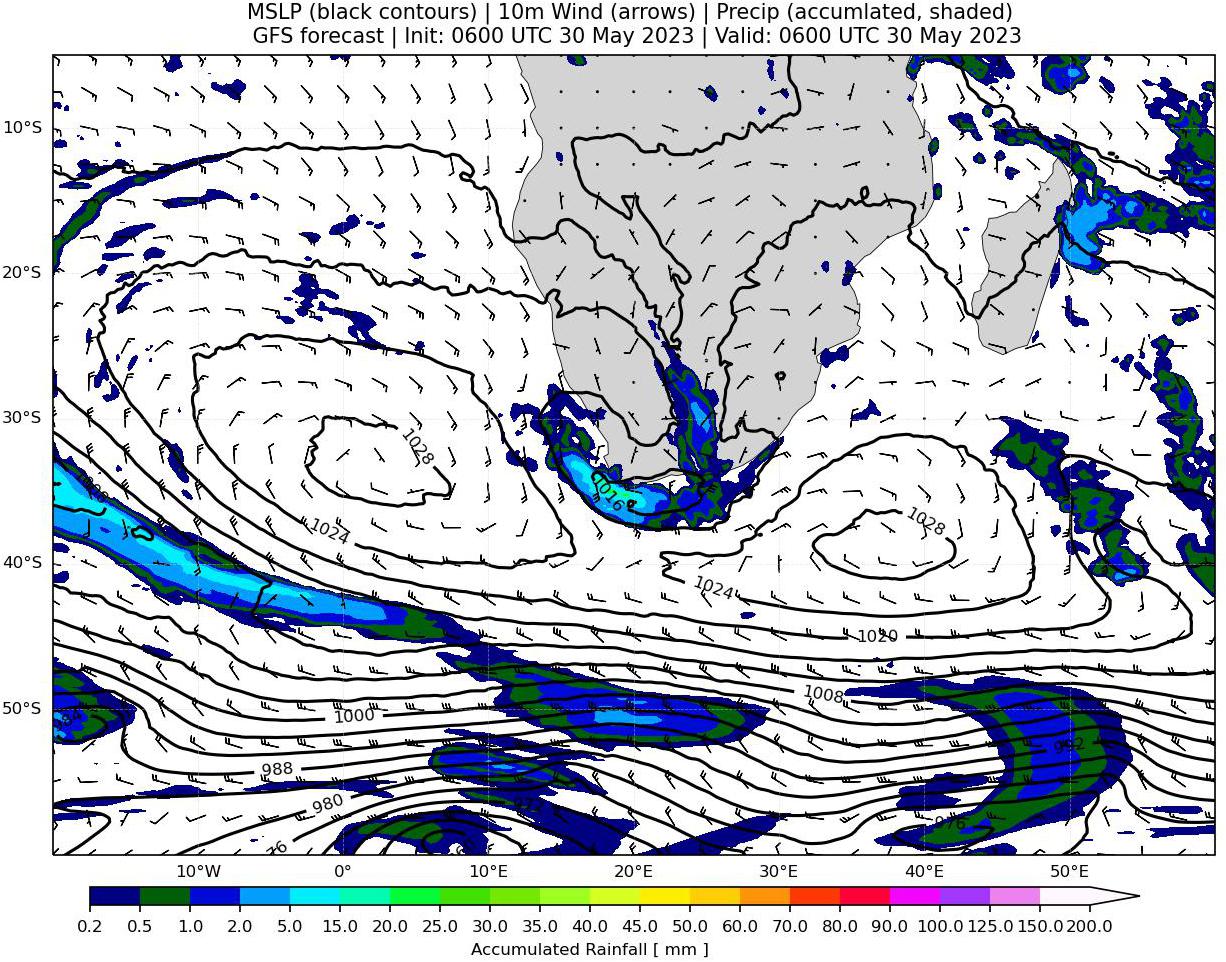 MSLP (black contours) | 10m Wind (arrows) | Precip (accumlated, shaded)
GFS forecast | Init: 0600 UTC 30 May 2023 | Valid: 0600 UTC 30 May 2023
10°S
20°S
30°S
40°S
50°S
1028
1016
1024
1028
1024
1020
1008
1000
992
988
980
976
10°W
0°
10°E
20°E
30°E
40°E
50°E
0.2 0.5 1.0 2.0 5.0 15.0 20.0 25.0 30.0 35.0 40.0 45.0 50.0 60.0 70.0 80.0 90.0 100.0 125.0 150.0 200.0
Accumulated Rainfall [ mm ]